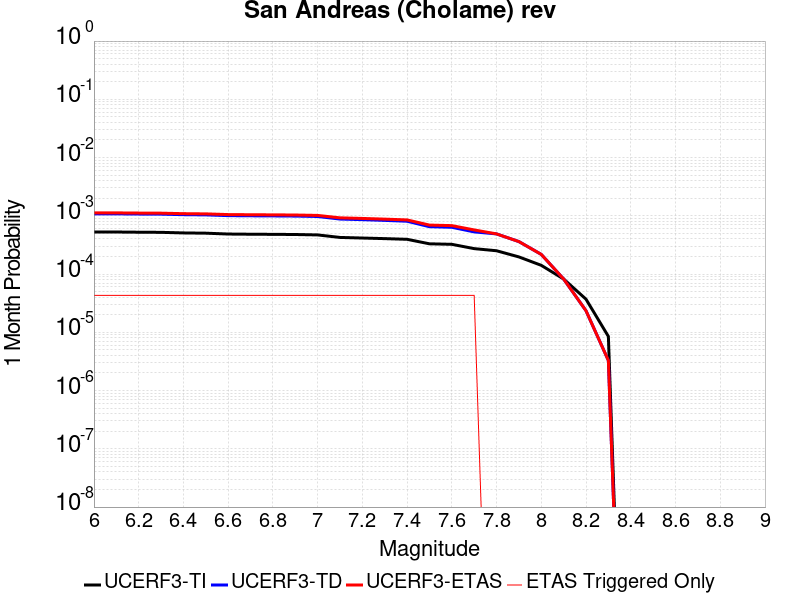 San Andreas (Cholame) rev
1 Month Probability
10^0
10^-1
10^-2
10^-3
10^-4
10^-5
10^-6
10^-7
10^-8
6 6.2 6.4 6.6 6.8 7 7.2 7.4 7.6 7.8 8 8.2 8.4 8.6 8.8 9
Magnitude
UCERF3-TI UCERF3-TD UCERF3-ETAS ETAS Triggered Only